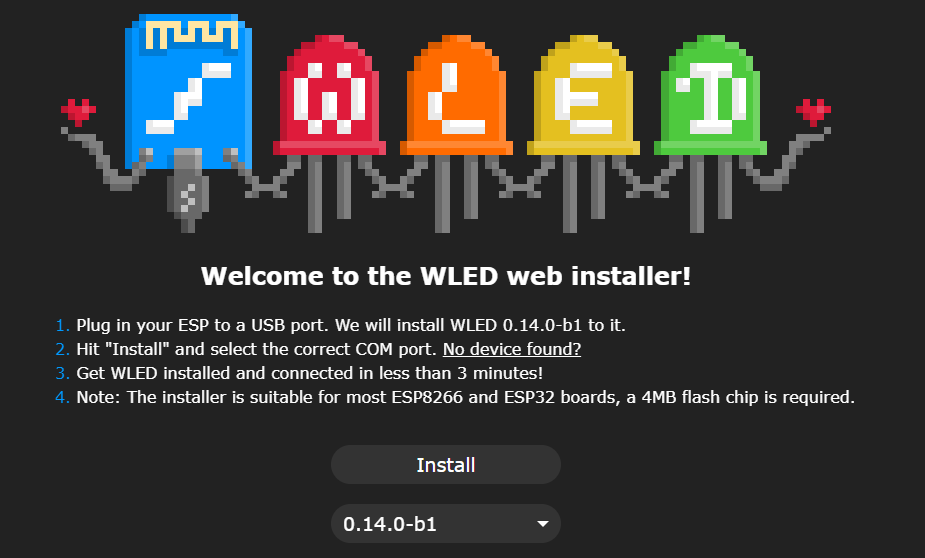 WLED
Welcome to the WLED web installer!
1. Plug in your ESP to a USB port. We will install WLED 0.14.0-b1 to it.
2. Hit "Install" and select the correct COM port. No device found?
3. Get WLED installed and connected in less than 3 minutes!
4. Note: The installer is suitable for most ESP8266 and ESP32 boards, a 4MB flash chip is required.
Install
0.14.0-b1